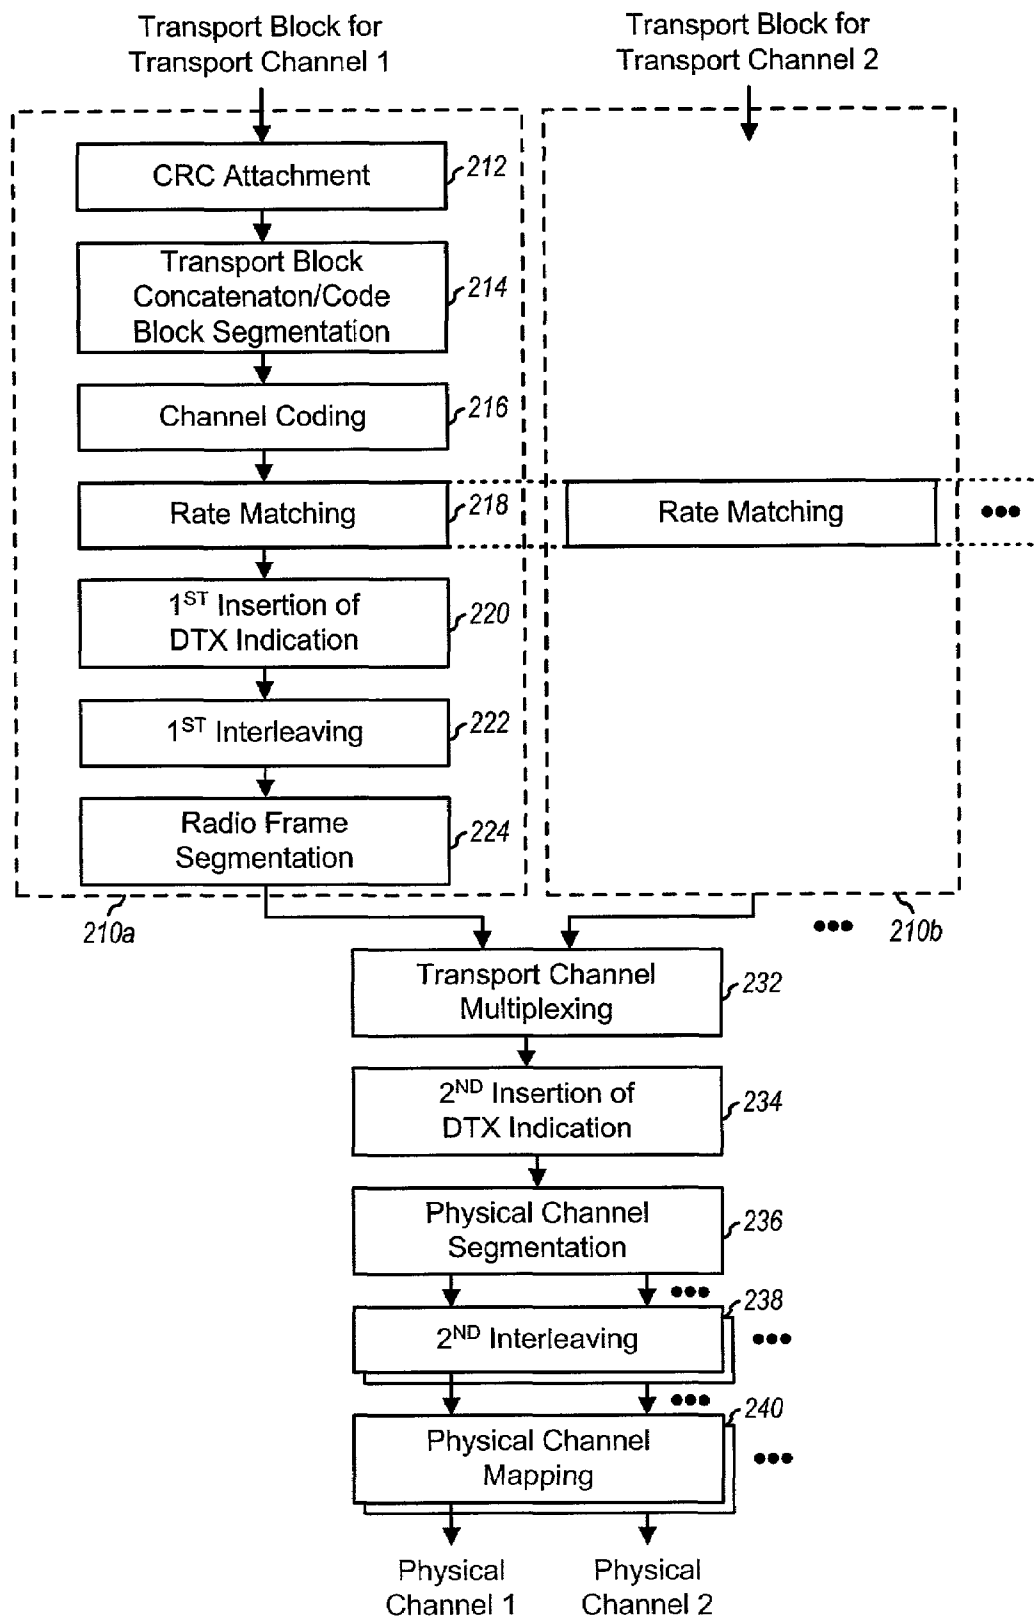 Transport Block for
Transport Channel 1
Transport Block for
Transport Channel 2
CRC Attachment
212
Transport Block
Concatenaton/Code
Block Segmentation
214
Channel Coding
216
Rate Matching
218
Rate Matching
1ST Insertion of
DTX Indication
220
1ST Interleaving
222
Radio Frame
Segmentation
224
210a
210b
Transport Channel
Multiplexing
232
2ND Insertion of
DTX Indication
234
Physical Channel
Segmentation
236
238
2ND Interleaving
240
Physical Channel
Mapping
Physical
Channel 1
Physical
Channel 2